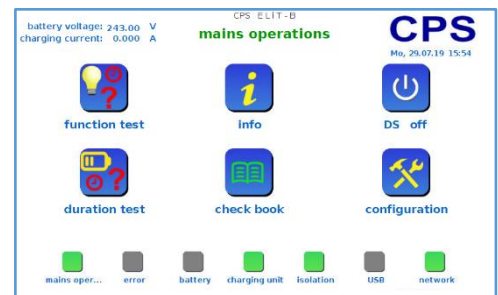 battery voltage: 243.00 V
charging current: 0.000 A
CPS ELIT-B
mains operations
CPS
Mo, 29.07.19 15:54
function test
info
DS off
duration test
check book
configuration
mains oper...
error
battery
charging unit
isolation
USB
network